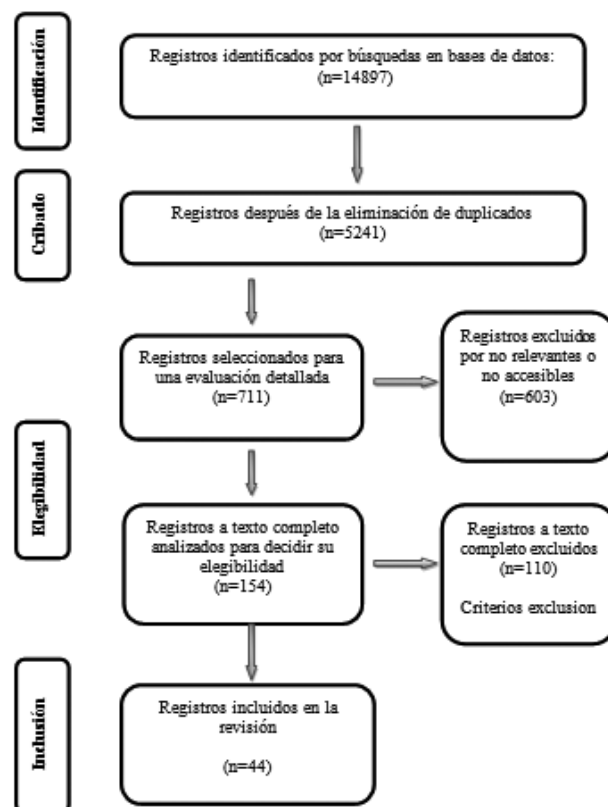 Identificación
Registros identificados por búsquedas en bases de datos:
(n=14897)
Cribado
Registros después de la eliminación de duplicados
(n=5241)
Registros seleccionados para
una evaluación detallada
(n=711)
Registros excluidos
por no relevantes o
no accesibles
(n=603)
Elegibilidad
Registros a texto completo
analizados para decidir su
elegibilidad
(n=154)
Registros a texto
completo excluidos
(n=110)
Criterios exclusion
Inclusión
Registros incluidos en la
revisión
(n=44)